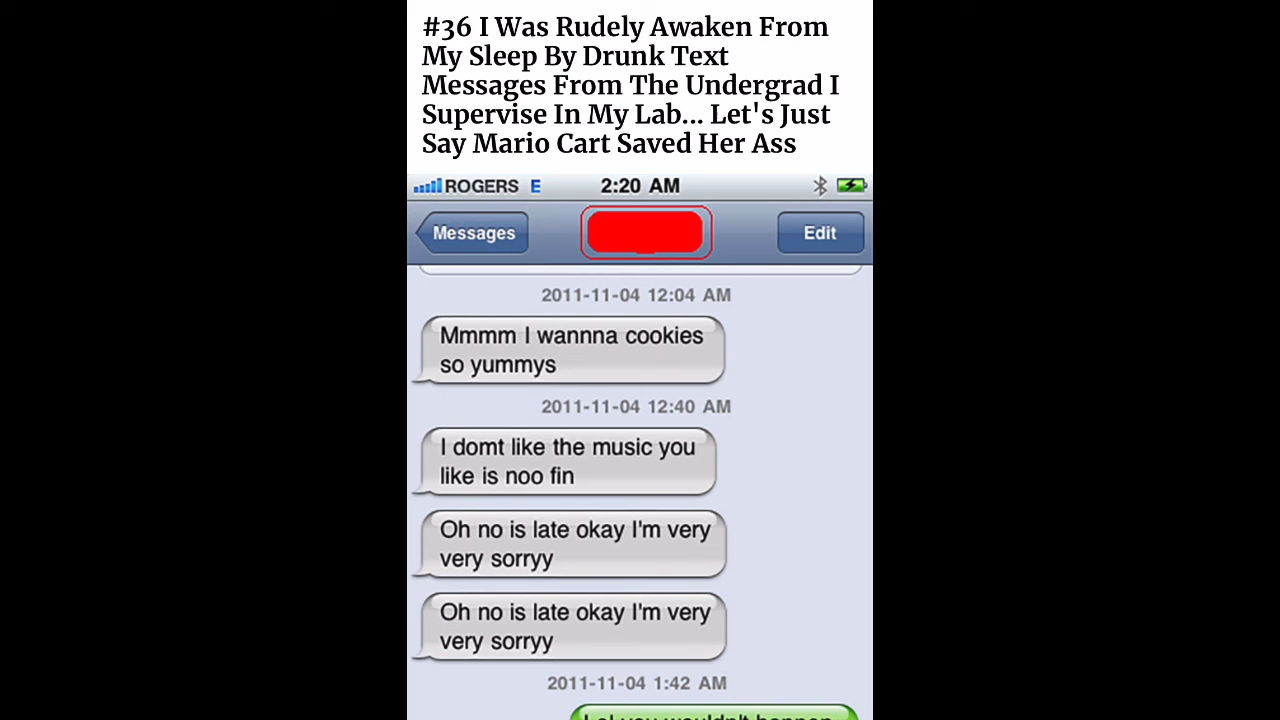 #36 I Was Rudely Awaken From
My Sleep By Drunk Text
Messages From The Undergrad I
Supervise In My Lab... Let's Just
Say Mario Cart Saved Her Ass
ROGERS E 2:20 AM
Messages Edit
2011-11-04 12:04 AM
Mmmm I wannna cookies
so yummys
2011-11-04 12:40 AM
I domt like the music you
like is noo fin
Oh no is late okay I'm very
very sorryy
Oh no is late okay I'm very
very sorryy
2011-11-04 1:42 AM
Lol you wouldn't happen